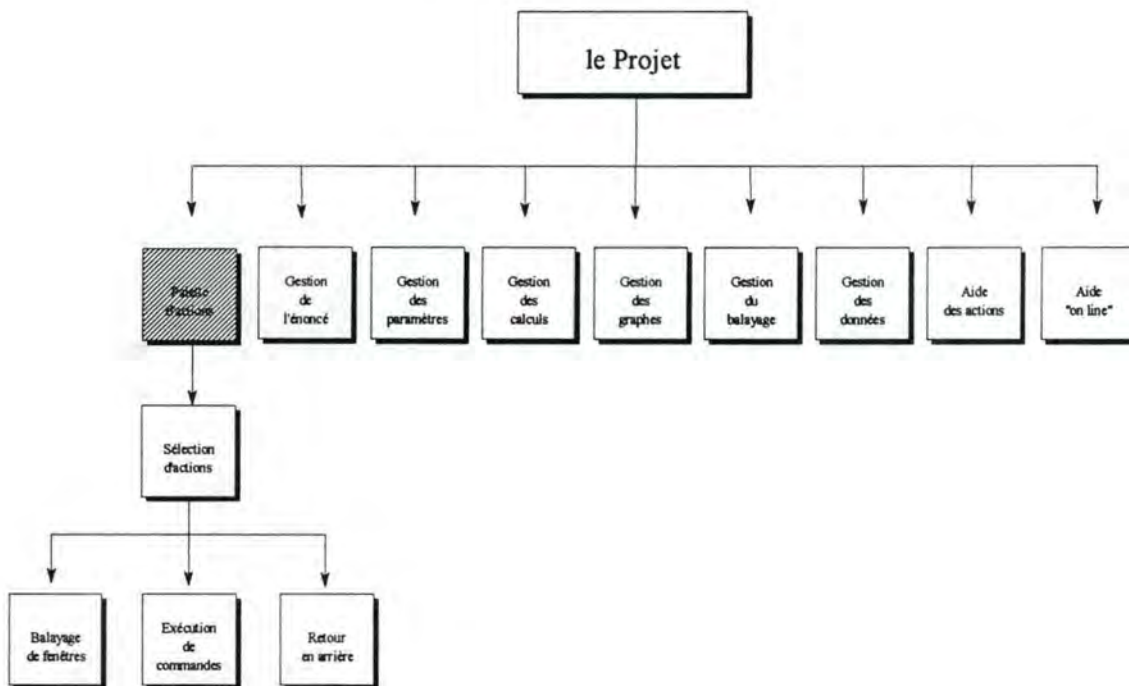 le Projet
Palette
d'actions
Gestion
de
l'énoncé
Gestion
des
paramètres
Gestion
des
calculs
Gestion
des
graphes
Gestion
du
balayage
Gestion
des
données
Aide
des actions
Aide
"on line"
Sélection
d'actions
Balayage
de fenêtres
Exécution
de
commandes
Retour
en arrière